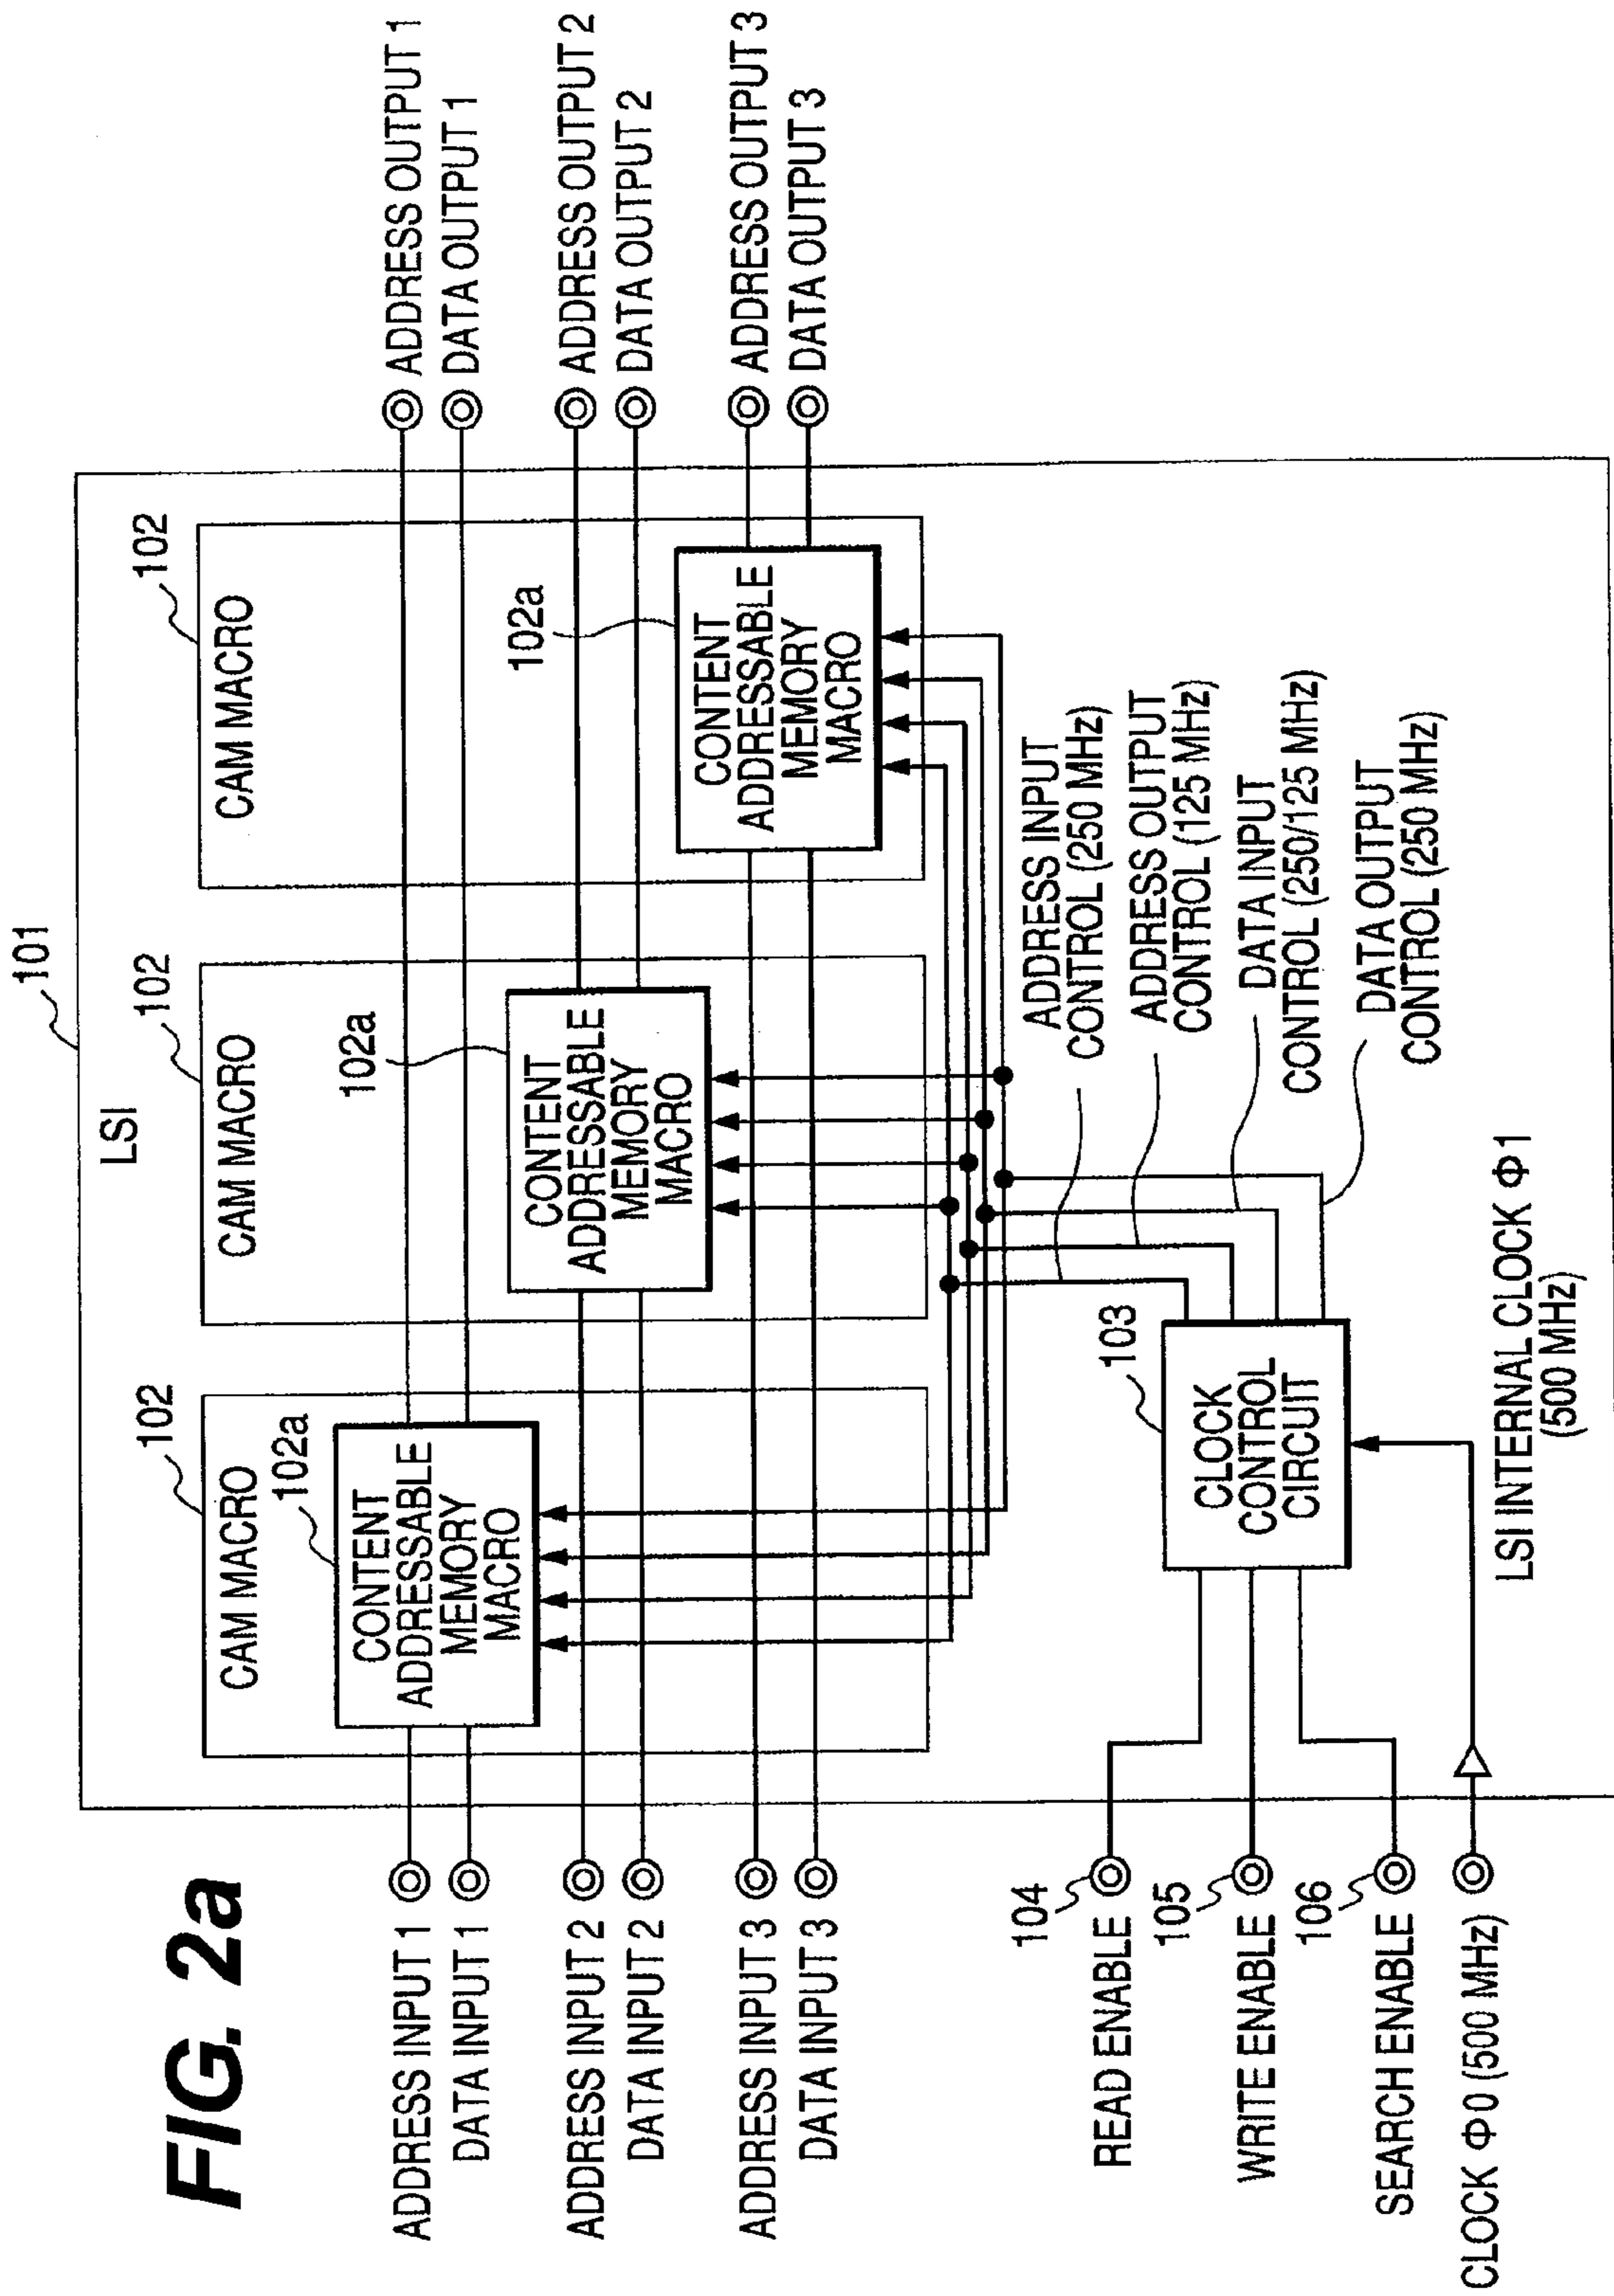 FIG. 2a
101
LSI
102
CAM MACRO
102a
CONTENT
ADDRESSABLE
MEMORY
MACRO
102
CAM MACRO
102a
CONTENT
ADDRESSABLE
MEMORY
MACRO
102
CAM MACRO
102a
CONTENT
ADDRESSABLE
MEMORY
MACRO
ADDRESS INPUT 1
DATA INPUT 1
ADDRESS INPUT 2
DATA INPUT 2
ADDRESS INPUT 3
DATA INPUT 3
ADDRESS OUTPUT 1
DATA OUTPUT 1
ADDRESS OUTPUT 2
DATA OUTPUT 2
ADDRESS OUTPUT 3
DATA OUTPUT 3
104
READ ENABLE
105
WRITE ENABLE
106
SEARCH ENABLE
CLOCK Φ0 (500 MHz)
103
CLOCK
CONTROL
CIRCUIT
ADDRESS INPUT
CONTROL (250 MHz)
ADDRESS OUTPUT
CONTROL (125 MHz)
DATA INPUT
CONTROL (250/125 MHz)
DATA OUTPUT
CONTROL (250 MHz)
LSI INTERNAL CLOCK Φ1
(500 MHz)